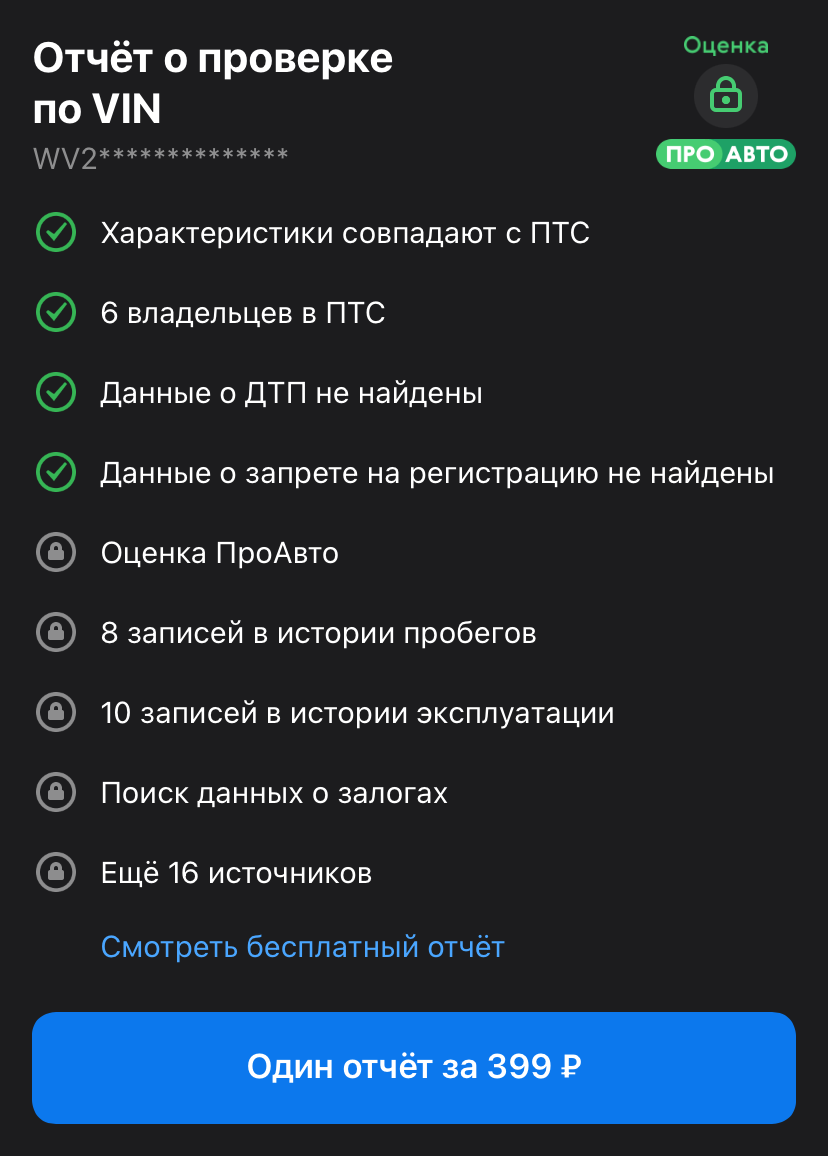 Отчёт о проверке
по VIN
WV2**************
Оценка
ПРО АВТО
Характеристики совпадают с ПТС
6 владельцев в ПТС
Данные о ДТП не найдены
Данные о запрете на регистрацию не найдены
Оценка ПроАвто
8 записей в истории пробегов
10 записей в истории эксплуатации
Поиск данных о залогах
Ещё 16 источников
Смотреть бесплатный отчёт
Один отчёт за 399 ₽